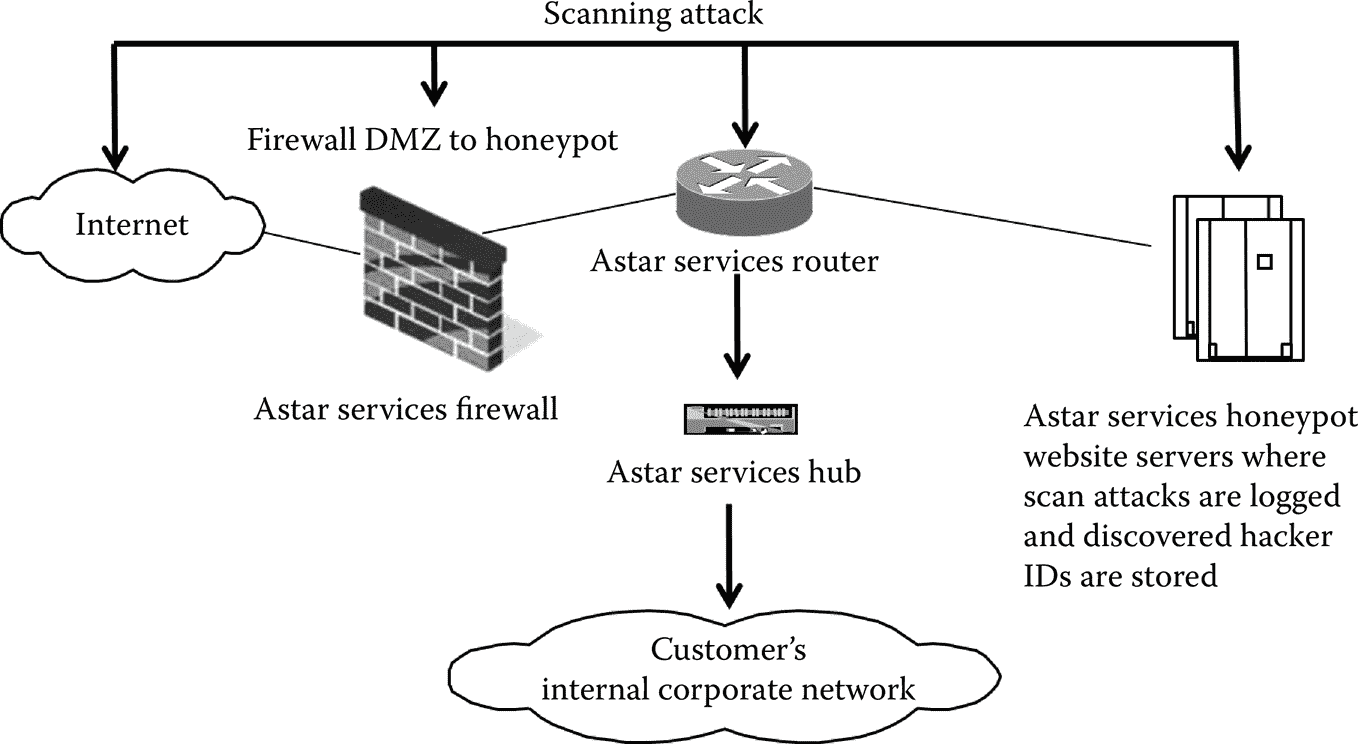 Scanning attack
Firewall DMZ to honeypot
Internet
Astar services router
Astar services firewall
Astar services hub
Astar services honeypot
website servers where
scan attacks are logged
and discovered hacker
IDs are stored
Customer’s
internal corporate network